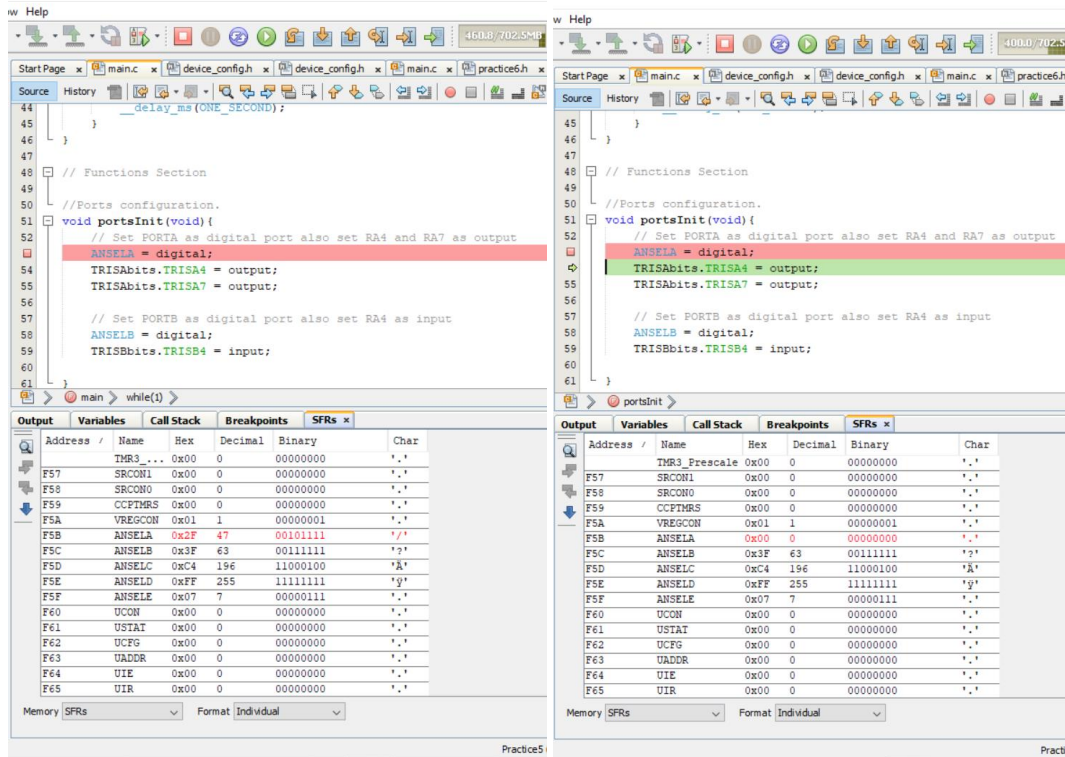 ow Help
460.8/702.5MB
Start Page x main.c x device_config.h x device_config.h x main.c x practice6.h x
Source History
44 __delay_ms(ONE_SECOND);
45 }
46 }
47
48 // Functions Section
49
50 //Ports configuration.
51 void portsInit(void){
52 // Set PORTA as digital port also set RA4 and RA7 as output
ANSELA = digital;
54 TRISAbits.TRISA4 = output;
55 TRISAbits.TRISA7 = output;
56
57 // Set PORTB as digital port also set RA4 as input
58 ANSELB = digital;
59 TRISBbits.TRISB4 = input;
60
61 }
main while(1)
Output Variables Call Stack Breakpoints SFRs x
Address / Name Hex Decimal Binary Char
TMR3_... 0x00 0 00000000 '.'
F57 SRCON1 0x00 0 00000000 '.'
F58 SRCON0 0x00 0 00000000 '.'
F59 CCPTMRS 0x00 0 00000000 '.'
F5A VREGCON 0x01 1 00000001 '.'
F5B ANSELA 0x2F 47 00101111 '/'
F5C ANSELB 0x3F 63 00111111 '?'
F5D ANSELC 0xC4 196 11000100 'Ä'
F5E ANSELD 0xFF 255 11111111 'ÿ'
F5F ANSELE 0x07 7 00000111 '.'
F60 UCON 0x00 0 00000000 '.'
F61 USTAT 0x00 0 00000000 '.'
F62 UCFG 0x00 0 00000000 '.'
F63 UADDR 0x00 0 00000000 '.'
F64 UIE 0x00 0 00000000 '.'
F65 UIR 0x00 0 00000000 '.'
Memory SFRs Format Individual
Practice5
w Help
400.0/702.5
Start Page x main.c x device_config.h x device_config.h x main.c x practice6.h
Source History
45 }
46 }
47
48 // Functions Section
49
50 //Ports configuration.
51 void portsInit(void){
52 // Set PORTA as digital port also set RA4 and RA7 as output
ANSELA = digital;
TRISAbits.TRISA4 = output;
55 TRISAbits.TRISA7 = output;
56
57 // Set PORTB as digital port also set RA4 as input
58 ANSELB = digital;
59 TRISBbits.TRISB4 = input;
60
61 }
portsInit
Output Variables Call Stack Breakpoints SFRs x
Address / Name Hex Decimal Binary Char
TMR3_Prescale 0x00 0 00000000 '.'
F57 SRCON1 0x00 0 00000000 '.'
F58 SRCON0 0x00 0 00000000 '.'
F59 CCPTMRS 0x00 0 00000000 '.'
F5A VREGCON 0x01 1 00000001 '.'
F5B ANSELA 0x00 0 00000000 '.'
F5C ANSELB 0x3F 63 00111111 '?'
F5D ANSELC 0xC4 196 11000100 'Ä'
F5E ANSELD 0xFF 255 11111111 'ÿ'
F5F ANSELE 0x07 7 00000111 '.'
F60 UCON 0x00 0 00000000 '.'
F61 USTAT 0x00 0 00000000 '.'
F62 UCFG 0x00 0 00000000 '.'
F63 UADDR 0x00 0 00000000 '.'
F64 UIE 0x00 0 00000000 '.'
F65 UIR 0x00 0 00000000 '.'
Memory SFRs Format Individual
Practi